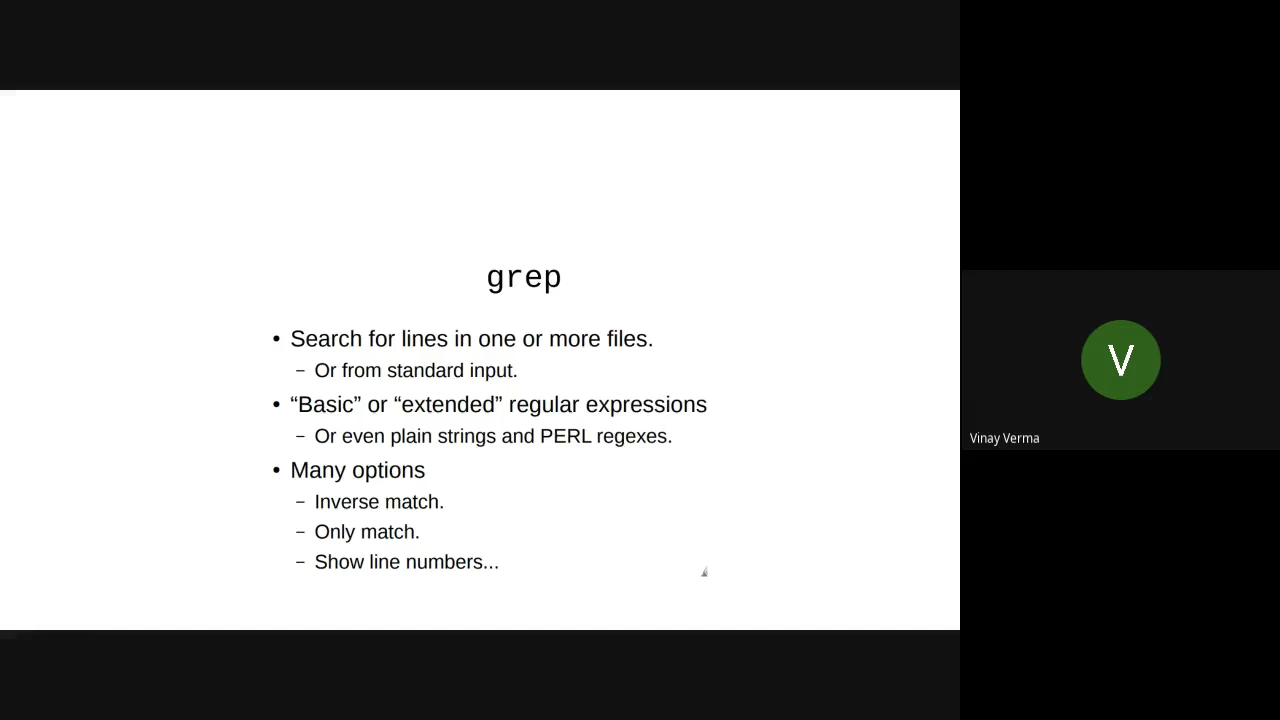 grep
• Search for lines in one or more files.
– Or from standard input.
• “Basic” or “extended” regular expressions
– Or even plain strings and PERL regexes.
• Many options
– Inverse match.
– Only match.
– Show line numbers...
V
Vinay Verma